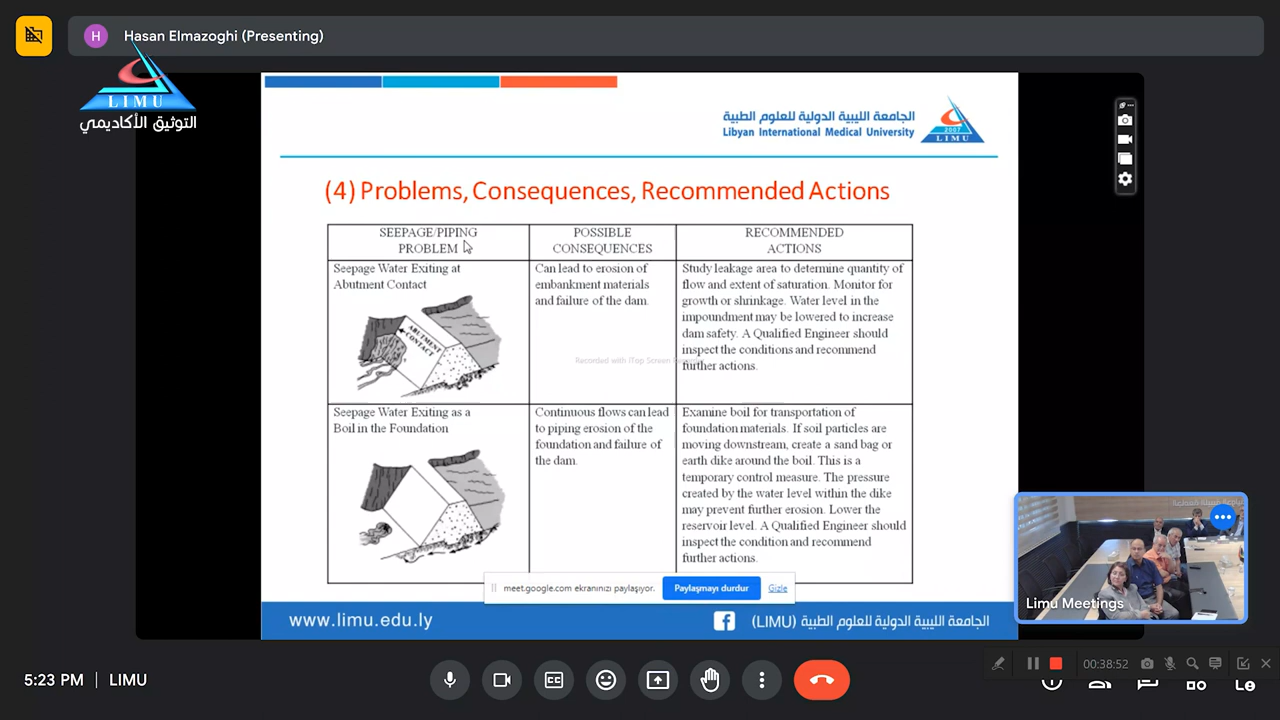 H Hasan Elmazoghi (Presenting)
LIMU
التوثيق الأكاديمي
الجامعة الليبية الدولية للعلوم الطبية
Libyan International Medical University
2007
LIMU
(4) Problems, Consequences, Recommended Actions
SEEPAGE/PIPING
PROBLEM
POSSIBLE
CONSEQUENCES
RECOMMENDED
ACTIONS
Seepage Water Exiting at
Abutment Contact
ABUTMENT
CONTACT
Can lead to erosion of
embankment materials
and failure of the dam.
Study leakage area to determine quantity of
flow and extent of saturation. Monitor for
growth or shrinkage. Water level in the
impoundment may be lowered to increase
dam safety. A Qualified Engineer should
inspect the conditions and recommend
further actions.
Recorded with iTop Screen
Seepage Water Exiting as a
Boil in the Foundation
Continuous flows can lead
to piping erosion of the
foundation and failure of
the dam.
Examine boil for transportation of
foundation materials. If soil particles are
moving downstream, create a sand bag or
earth dike around the boil. This is a
temporary control measure. The pressure
created by the water level within the dike
may prevent further erosion. Lower the
reservoir level. A Qualified Engineer should
inspect the condition and recommend
further actions.
meet.google.com ekranınızı paylaşıyor.
Paylaşmayı durdur
Gizle
www.limu.edu.ly
الجامعة الليبية الدولية للعلوم الطبية (LIMU)
Limu Meetings
5:23 PM | LIMU
00:38:52